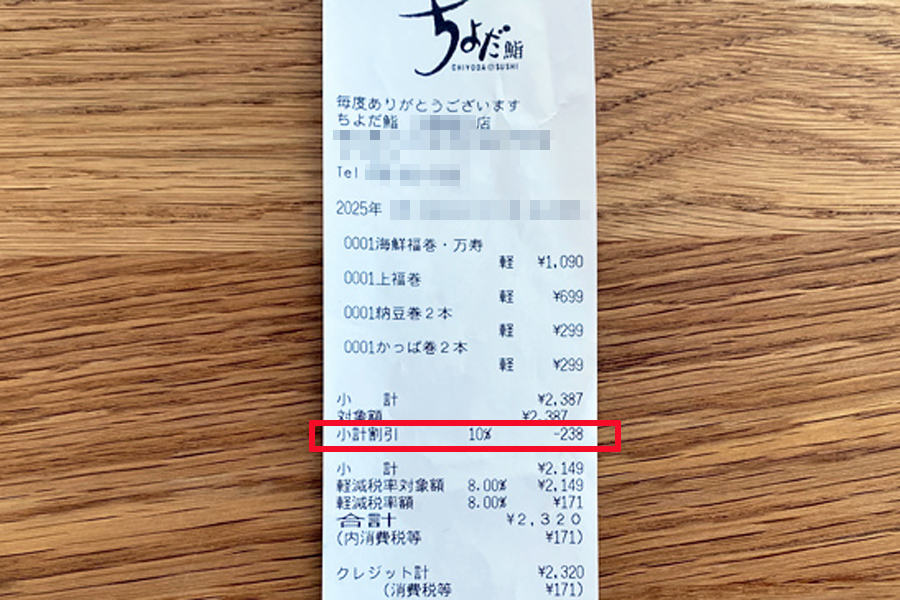 ちよだ鮨
CHIYODA SUSHI
毎度ありがとうございます
ちよだ鮨 店
Tel
2025年
0001海鮮福巻・万寿
軽 ¥1,090
0001上福巻
軽 ¥699
0001納豆巻2本
軽 ¥299
0001かっぱ巻2本
軽 ¥299
小 計 ¥2,387
対象額 ¥2,387
小計割引 10% -238
小 計 ¥2,149
軽減税率対象額 8.00% ¥2,149
軽減税率額 8.00% ¥171
合計 ¥2,320
(内消費税等 ¥171)
クレジット計 ¥2,320
(消費税等 ¥171)